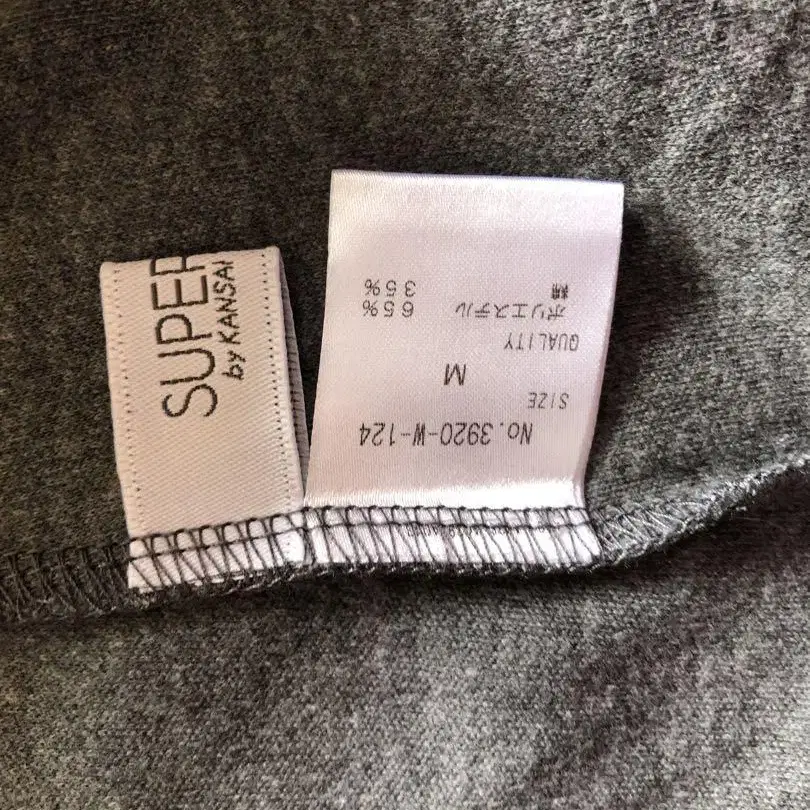 SUPER
by KANSAI
No.3920-W-124
SIZE
M
QUALITY
ポリエステル 65%
綿 35%